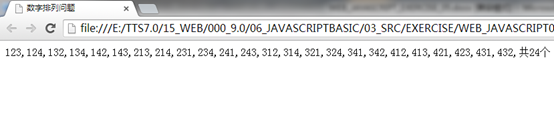 数字排列问题
file:///E:/TTS7.0/15_WEB/000_9.0/06_JAVASCRIPTBASIC/03_SRC/EXERCISE/WEB_JAVASCRIPT0
123, 124, 132, 134, 142, 143, 213, 214, 231, 234, 241, 243, 312, 314, 321, 324, 341, 342, 412, 413, 421, 423, 431, 432, 共24个